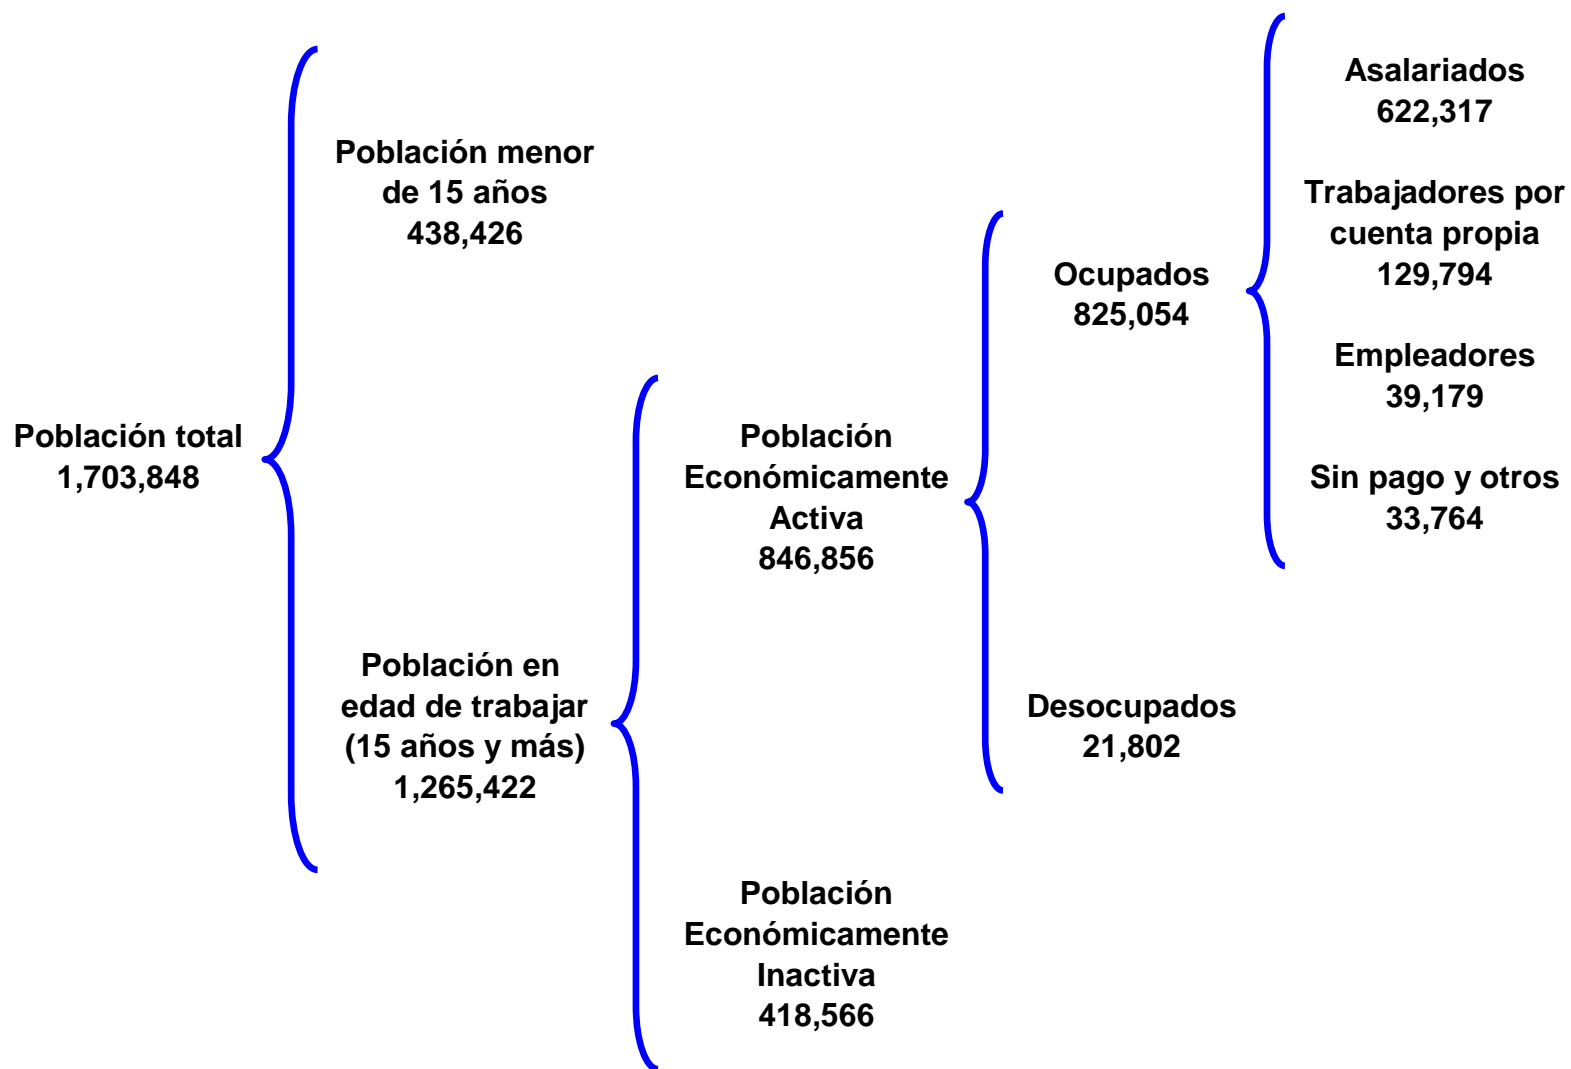 Población total
1,703,848
Población menor
de 15 años
438,426
Población en
edad de trabajar
(15 años y más)
1,265,422
Población
Económicamente
Activa
846,856
Población
Económicamente
Inactiva
418,566
Ocupados
825,054
Desocupados
21,802
Asalariados
622,317
Trabajadores por
cuenta propia
129,794
Empleadores
39,179
Sin pago y otros
33,764